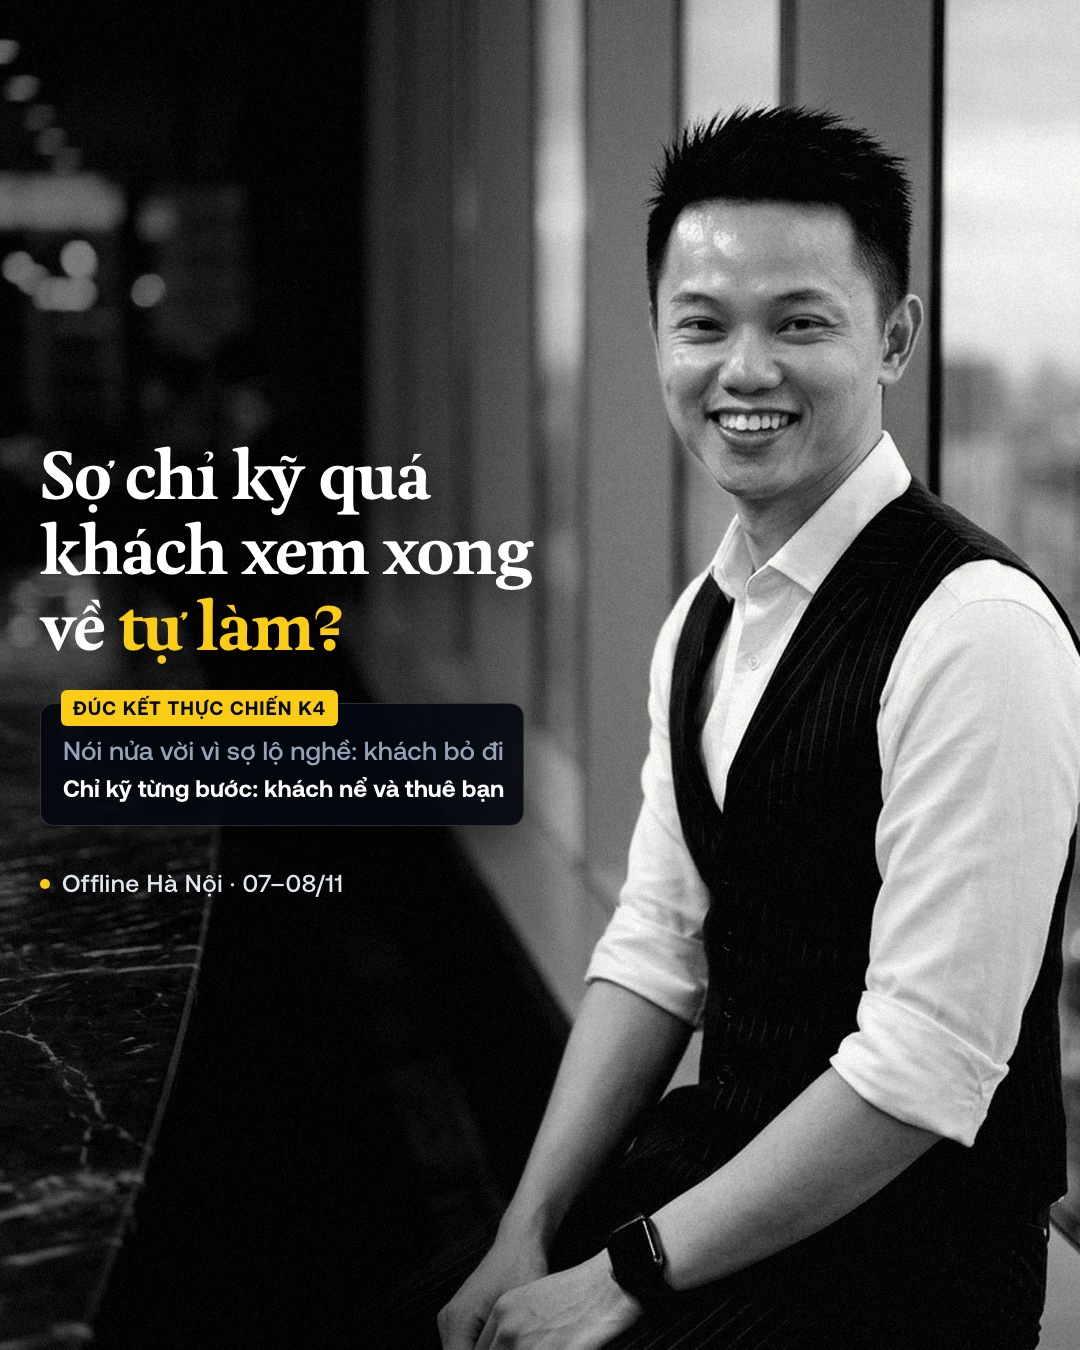 Sợ chỉ kỹ quá
khách xem xong
về tự làm?
ĐÚC KẾT THỰC CHIẾN K4
Nói nửa vời vì sợ lộ nghề: khách bỏ đi
Chỉ kỹ từng bước: khách nể và thuê bạn
Offline Hà Nội · 07–08/11